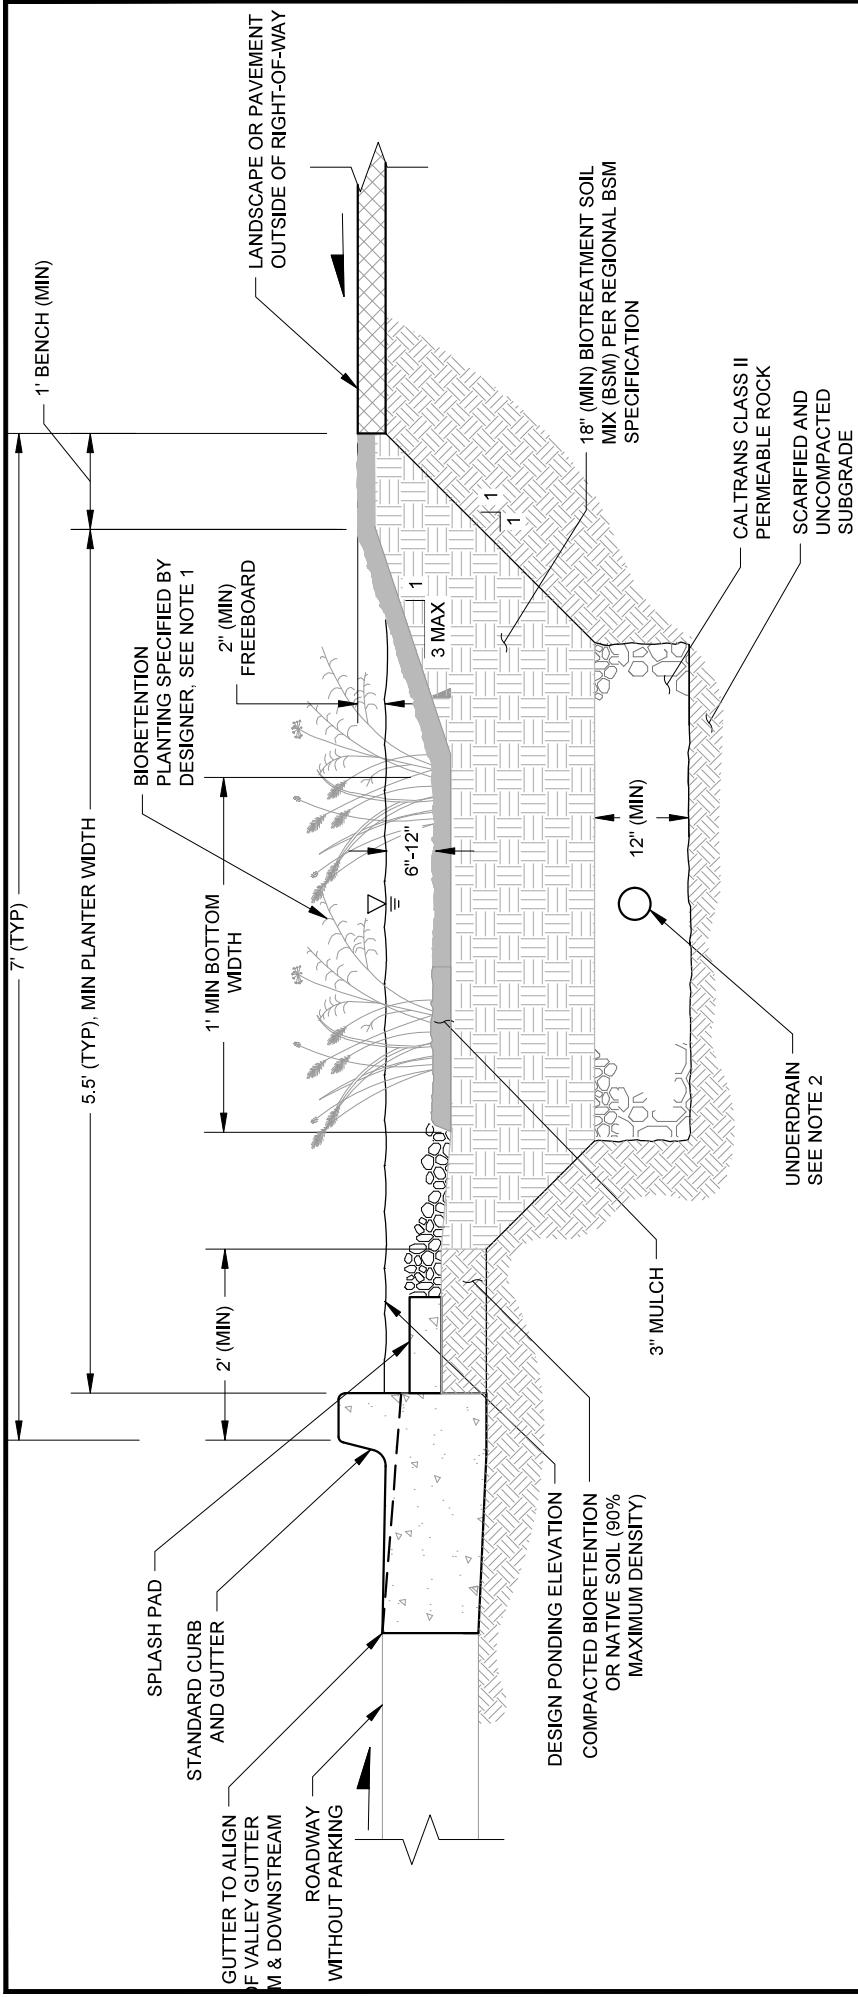 7' (TYP)
1' BENCH (MIN)
5.5' (TYP), MIN PLANTER WIDTH
LANDSCAPE OR PAVEMENT
OUTSIDE OF RIGHT-OF-WAY
BIORETENTION
PLANTING SPECIFIED BY
DESIGNER, SEE NOTE 1
2" (MIN)
FREEBOARD
1' MIN BOTTOM
WIDTH
2' (MIN)
SPLASH PAD
STANDARD CURB
AND GUTTER
GUTTER TO ALIGN
OF VALLEY GUTTER
M & DOWNSTREAM
ROADWAY
WITHOUT PARKING
6"-12"
1
3 MAX
1
1
18" (MIN) BIOTREATMENT SOIL
MIX (BSM) PER REGIONAL BSM
SPECIFICATION
12" (MIN)
CALTRANS CLASS II
PERMEABLE ROCK
SCARIFIED AND
UNCOMPACTED
SUBGRADE
DESIGN PONDING ELEVATION
COMPACTED BIORETENTION
OR NATIVE SOIL (90%
MAXIMUM DENSITY)
3" MULCH
UNDERDRAIN
SEE NOTE 2